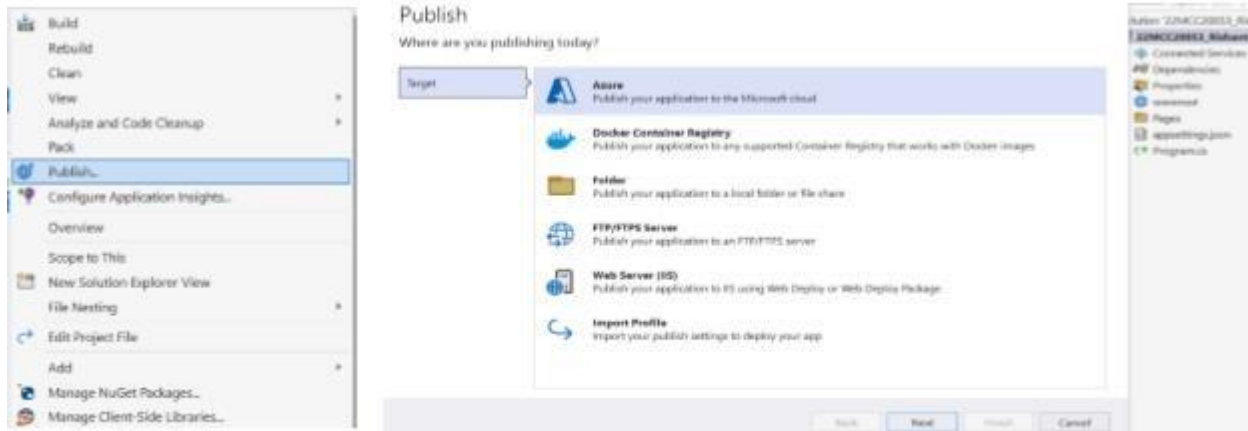 Build
Rebuild
Clean
View
Analyze and Code Cleanup
Pack
Publish...
Configure Application Insights...
Overview
Scope to This
New Solution Explorer View
File Nesting
Edit Project File
Add
Manage NuGet Packages...
Manage Client-Side Libraries...
Publish
Where are you publishing today?
Target
Azure
Publish your application to the Microsoft cloud
Docker Container Registry
Publish your application to any supported Container Registry that works with Docker images
Folder
Publish your application to a local folder or file share
FTP/FTPS Server
Publish your application to an FTP/FTPS server
Web Server (IIS)
Publish your application to IIS using Web Deploy or Web Deploy Package
Import Profile
Import your publish settings to deploy your app
Back
Next
Finish
Cancel
Connected Services
Dependencies
Properties
wwwroot
Pages
appsettings.json
Program.cs